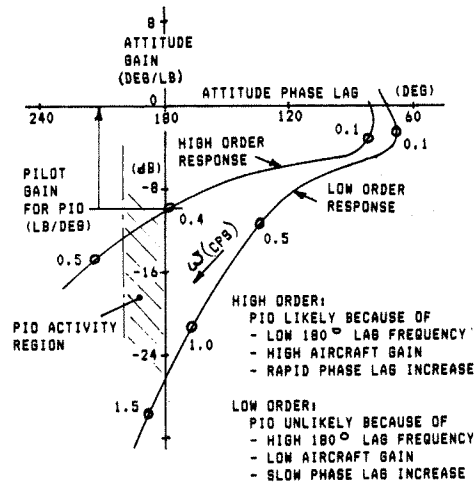 8
ATTITUDE
GAIN
(DEG/LB)
ATTITUDE PHASE LAG (DEG)
0
240 180 120 60
0.1
0.1
HIGH ORDER
RESPONSE
PILOT
GAIN
FOR PIO
(LB/DEG)
(dB)
-8
LOW ORDER
RESPONSE
0.4
0.5
ω(CPS)
0.5
-16
PIO ACTIVITY
REGION
1.0
-24
1.5
HIGH ORDER:
PIO LIKELY BECAUSE OF
- LOW 180° LAG FREQUENCY
- HIGH AIRCRAFT GAIN
- RAPID PHASE LAG INCREASE
LOW ORDER:
PIO UNLIKELY BECAUSE OF
- HIGH 180° LAG FREQUENCY
- LOW AIRCRAFT GAIN
- SLOW PHASE LAG INCREASE